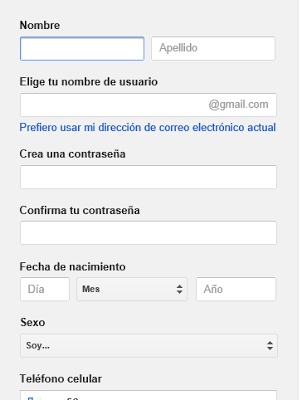 Nombre
Apellido
Elige tu nombre de usuario
@gmail.com
Prefiero usar mi dirección de correo electrónico actual
Crea una contraseña
Confirma tu contraseña
Fecha de nacimiento
Día Mes Año
Sexo
Soy...
Teléfono celular